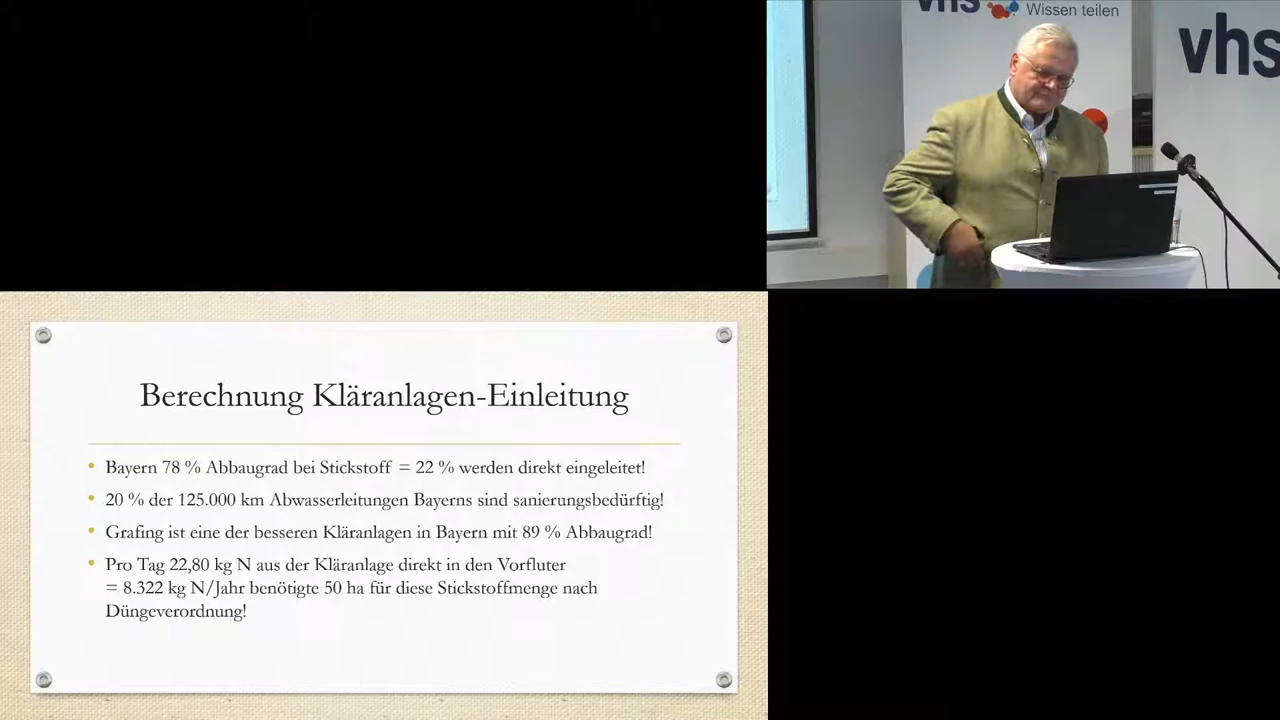 vhs Wissen teilen
vhs
Berechnung Kläranlagen-Einleitung
Bayern 78 % Abbaugrad bei Stickstoff = 22 % werden direkt eingeleitet!
20 % der 125.000 km Abwasserleitungen Bayerns sind sanierungsbedürftig!
Grafing ist eine der besseren Kläranlagen in Bayern mit 89 % Abbaugrad!
Pro Tag 22,80 kg N aus der Kläranlage direkt in den Vorfluter
= 8.322 kg N/Jahr benötigte 50 ha für diese Stickstoffmenge nach
Düngeverordnung!